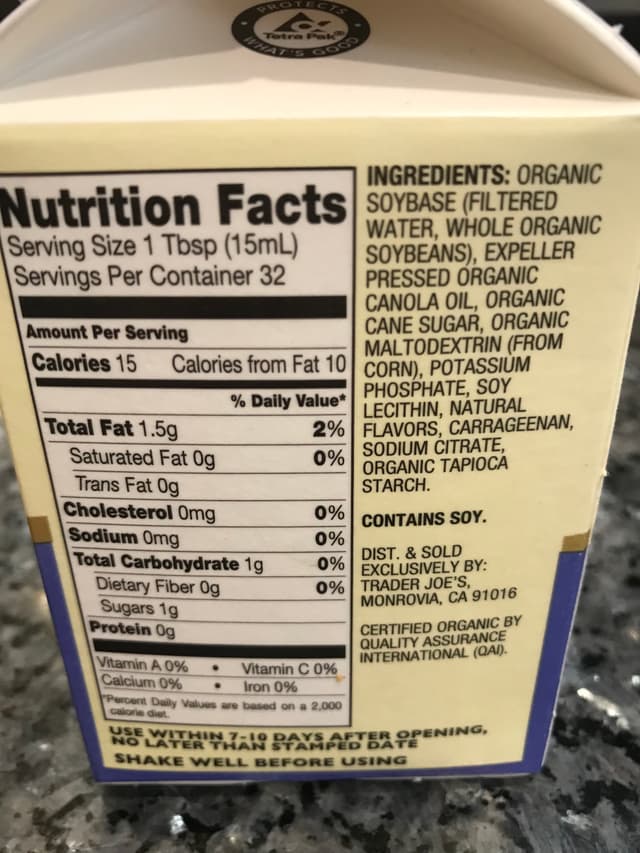 PROTECTS
Tetra Pak®
WHAT'S GOOD
Nutrition Facts
Serving Size 1 Tbsp (15mL)
Servings Per Container 32
Amount Per Serving
Calories 15 Calories from Fat 10
% Daily Value*
Total Fat 1.5g 2%
Saturated Fat 0g 0%
Trans Fat 0g
Cholesterol 0mg 0%
Sodium 0mg 0%
Total Carbohydrate 1g 0%
Dietary Fiber 0g 0%
Sugars 1g
Protein 0g
Vitamin A 0% • Vitamin C 0%
Calcium 0% • Iron 0%
*Percent Daily Values are based on a 2,000
calorie diet.
INGREDIENTS: ORGANIC
SOYBASE (FILTERED
WATER, WHOLE ORGANIC
SOYBEANS), EXPELLER
PRESSED ORGANIC
CANOLA OIL, ORGANIC
CANE SUGAR, ORGANIC
MALTODEXTRIN (FROM
CORN), POTASSIUM
PHOSPHATE, SOY
LECITHIN, NATURAL
FLAVORS, CARRAGEENAN,
SODIUM CITRATE,
ORGANIC TAPIOCA
STARCH.
CONTAINS SOY.
DIST. & SOLD
EXCLUSIVELY BY:
TRADER JOE'S,
MONROVIA, CA 91016
CERTIFIED ORGANIC BY
QUALITY ASSURANCE
INTERNATIONAL (QAI).
USE WITHIN 7-10 DAYS AFTER OPENING,
NO LATER THAN STAMPED DATE
SHAKE WELL BEFORE USING